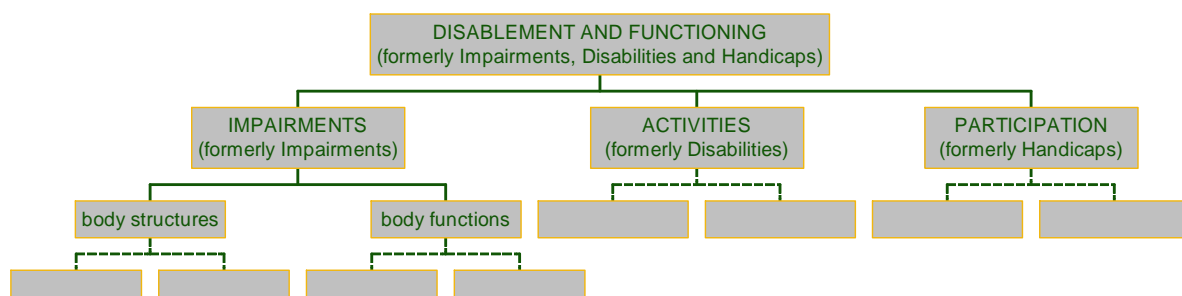 DISABLEMENT AND FUNCTIONING
(formerly Impairments, Disabilities and Handicaps)
IMPAIRMENTS
(formerly Impairments)
ACTIVITIES
(formerly Disabilities)
PARTICIPATION
(formerly Handicaps)
body structures
body functions